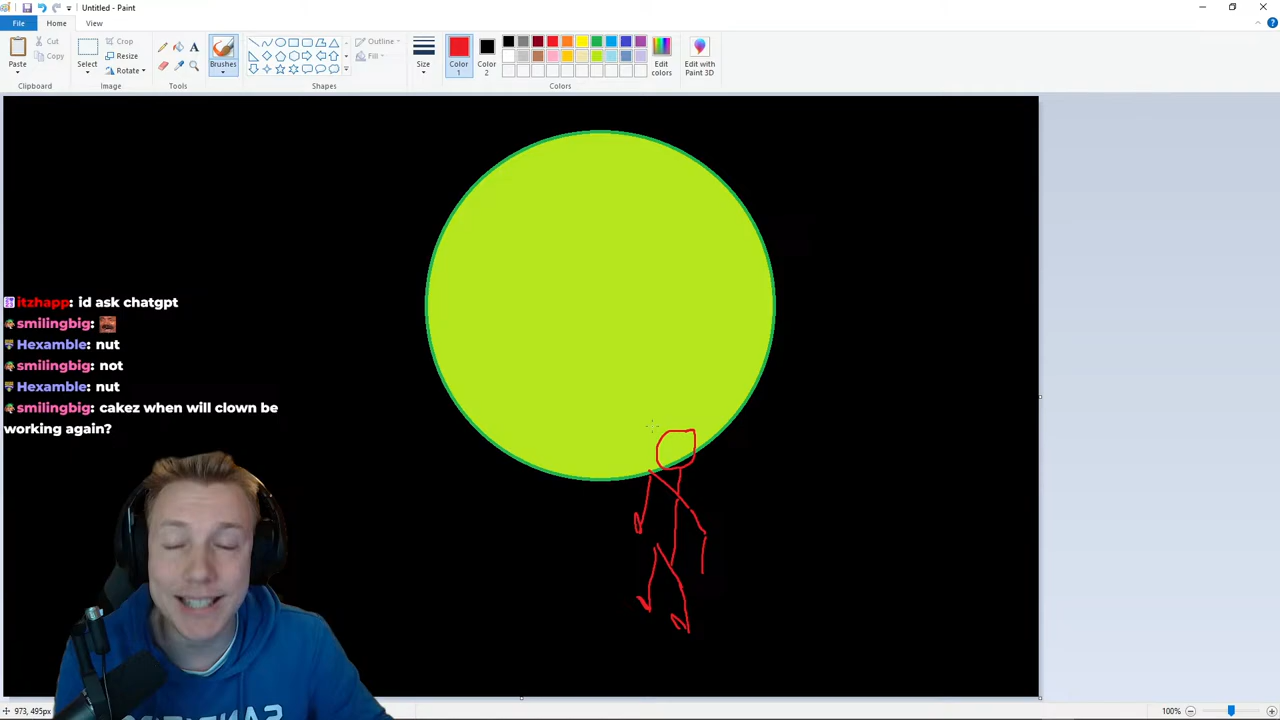 Untitled - Paint
File
Home
View
Paste
Cut
Copy
Clipboard
Select
Crop
Resize
Rotate
Image
A
Tools
Brushes
Outline
Fill
Shapes
Size
Color
1
Color
2
Edit
colors
Edit with
Paint 3D
Colors
itzhapp: id ask chatgpt
smilingbig:
Hexamble: nut
smilingbig: not
Hexamble: nut
smilingbig: cakez when will clown be
working again?
973, 495px
100%